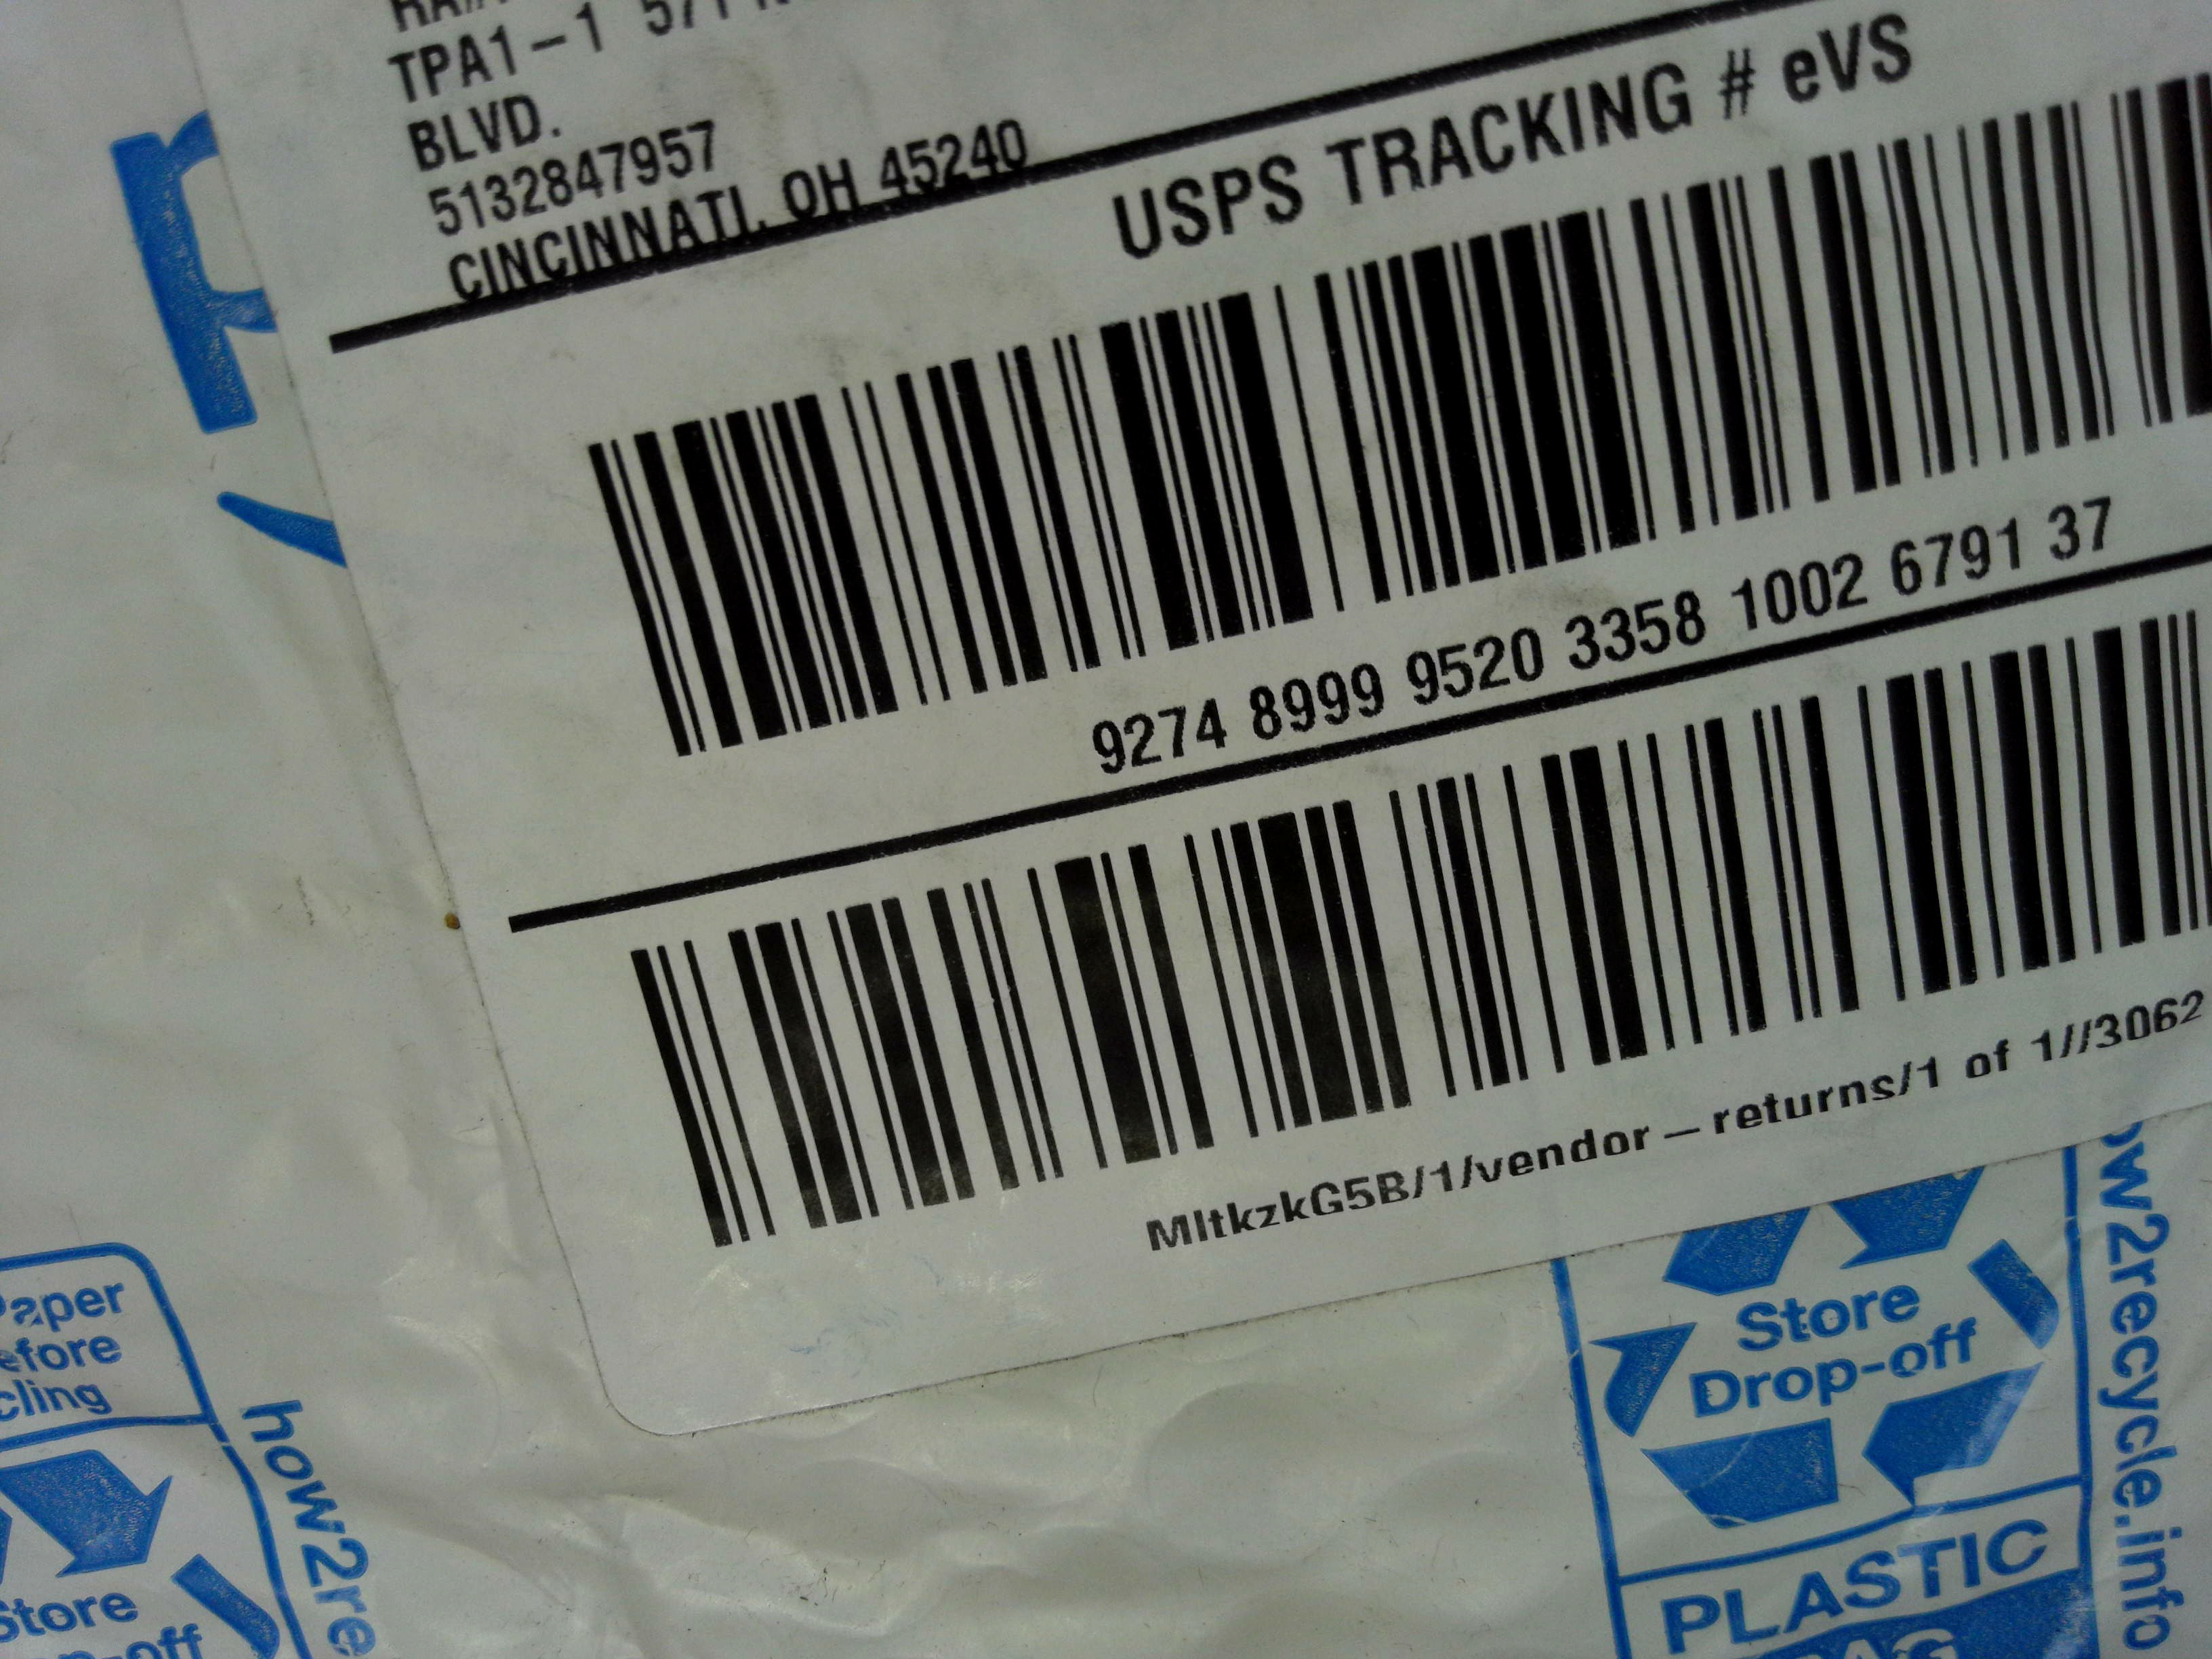 TPA1-1
BLVD.
5132847957
CINCINNATI, OH 45240
USPS TRACKING # eVS
9274 8999 9520 3358 1002 6791 37
MltkzkG5B/1/vendor-returns/1 of 1//3062
Paper
efore
cling
how2re
Store
Store
Drop-off
PLASTIC
ow2recycle.info